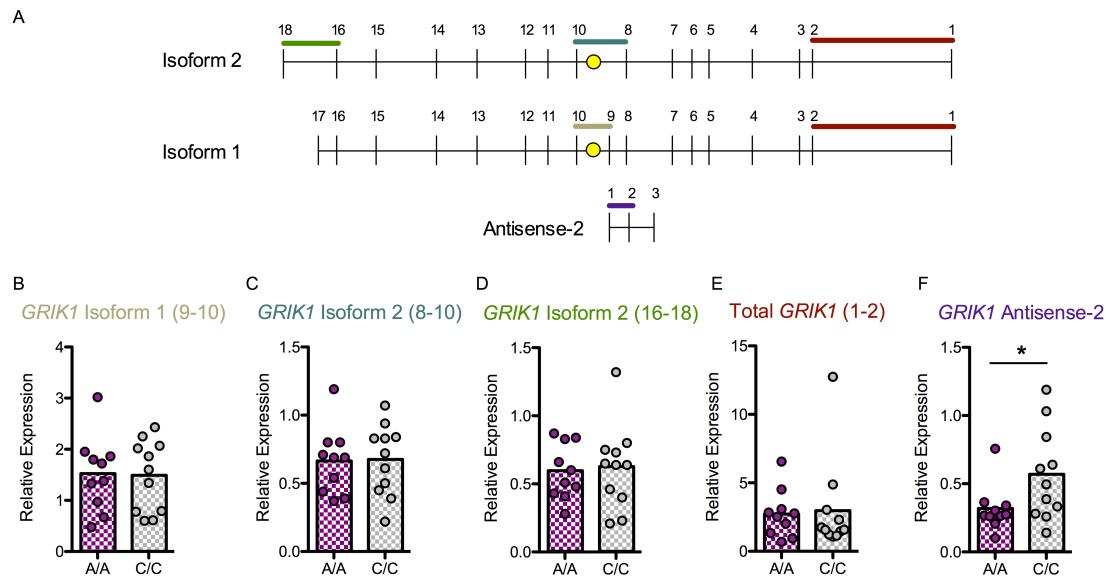 A
18 16 15 14 13 12 11 10 8 7 6 5 4 3 2 1
Isoform 2
17 16 15 14 13 12 11 10 9 8 7 6 5 4 3 2 1
Isoform 1
1 2 3
Antisense-2
B
GRIK1 Isoform 1 (9-10)
Relative Expression
4
3
2
1
0
A/A C/C
C
GRIK1 Isoform 2 (8-10)
Relative Expression
1.5
1.0
0.5
0.0
A/A C/C
D
GRIK1 Isoform 2 (16-18)
Relative Expression
1.5
1.0
0.5
0.0
A/A C/C
E
Total GRIK1 (1-2)
Relative Expression
15
10
5
0
A/A C/C
F
GRIK1 Antisense-2
Relative Expression
1.5
1.0
0.5
0.0
*
A/A C/C